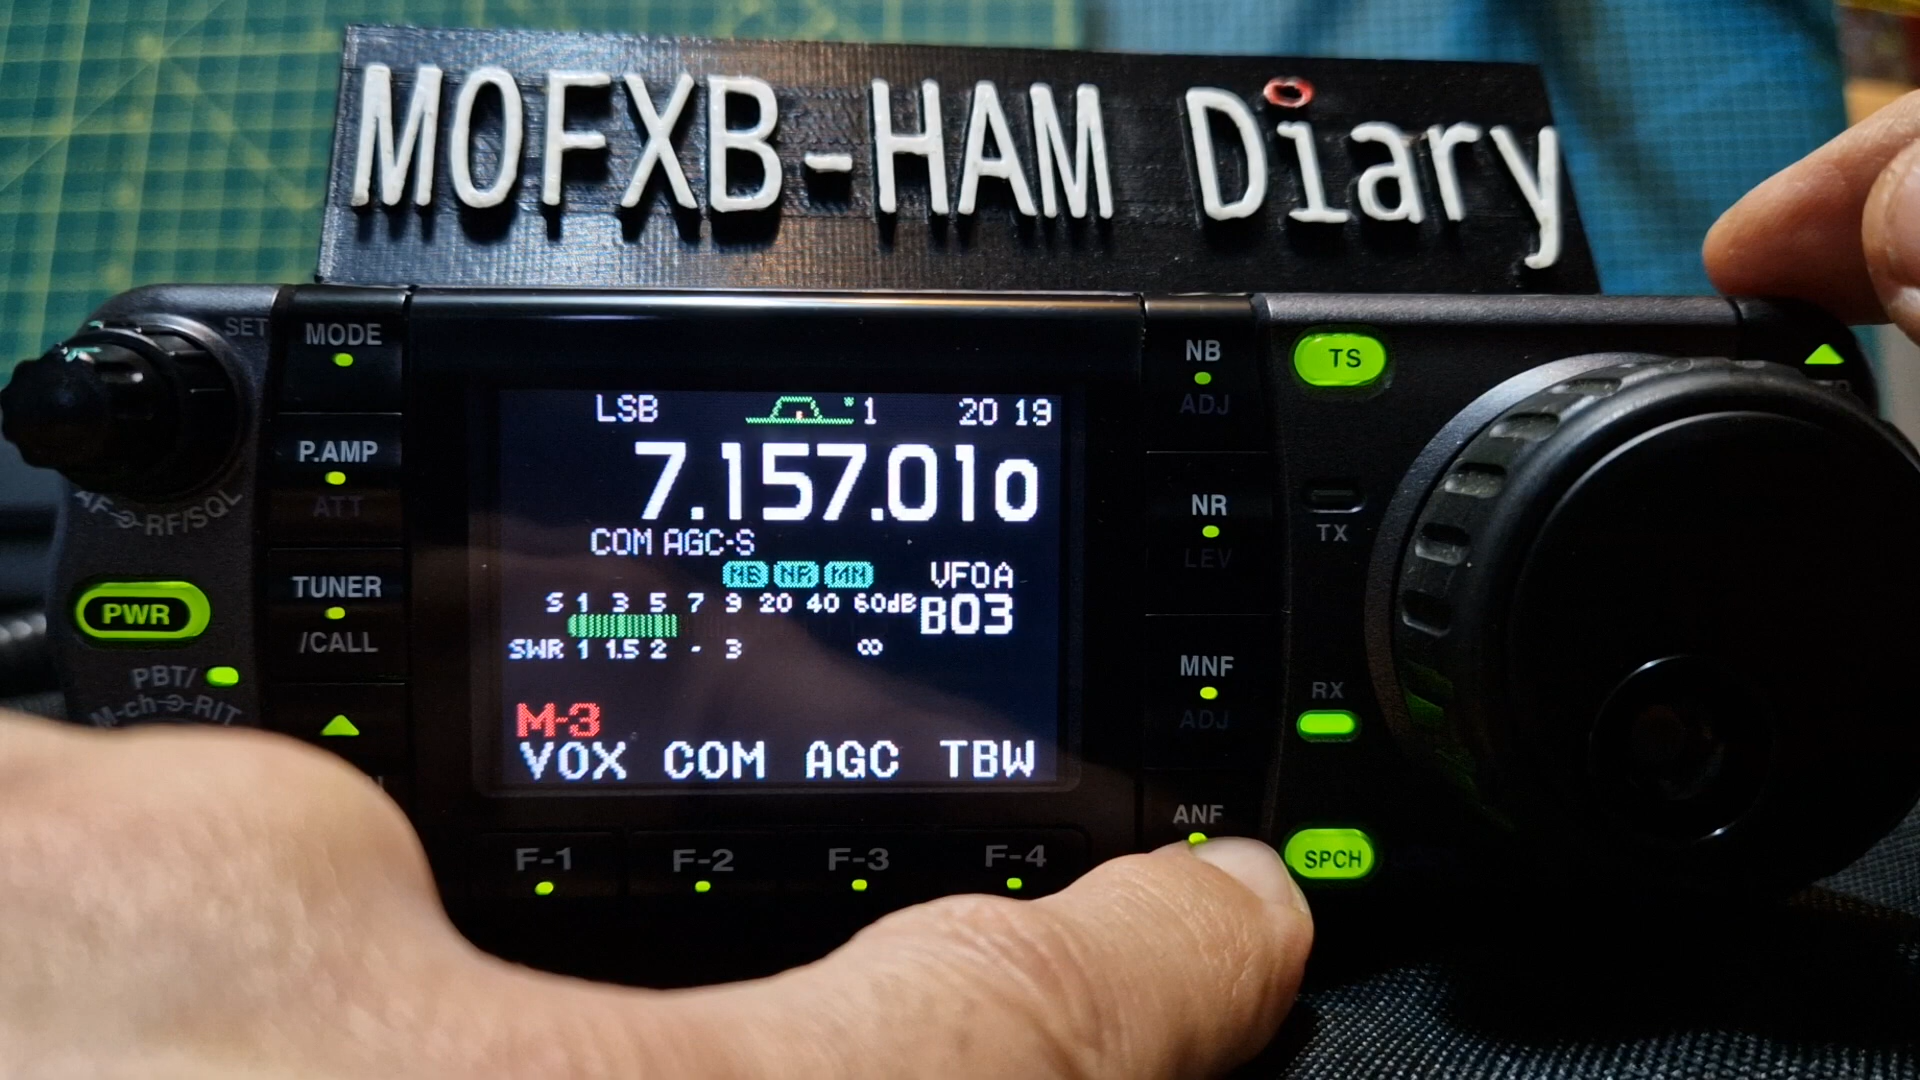 MOFXB-HAM Diary
SET
MODE
P.AMP
ATT
TUNER
/CALL
AF RF/SQL
PWR
PBT/
M-ch RIT
LSB 1 20 19
7.157.010
COM AGC-S
NB NR MN VFOA
S 1 3 5 7 9 20 40 60dB B03
SWR 1 1.5 2 - 3 ∞
M-3
VOX COM AGC TBW
F-1 F-2 F-3 F-4
NB
ADJ
NR
LEV
MNF
ADJ
ANF
TS
TX
RX
SPCH